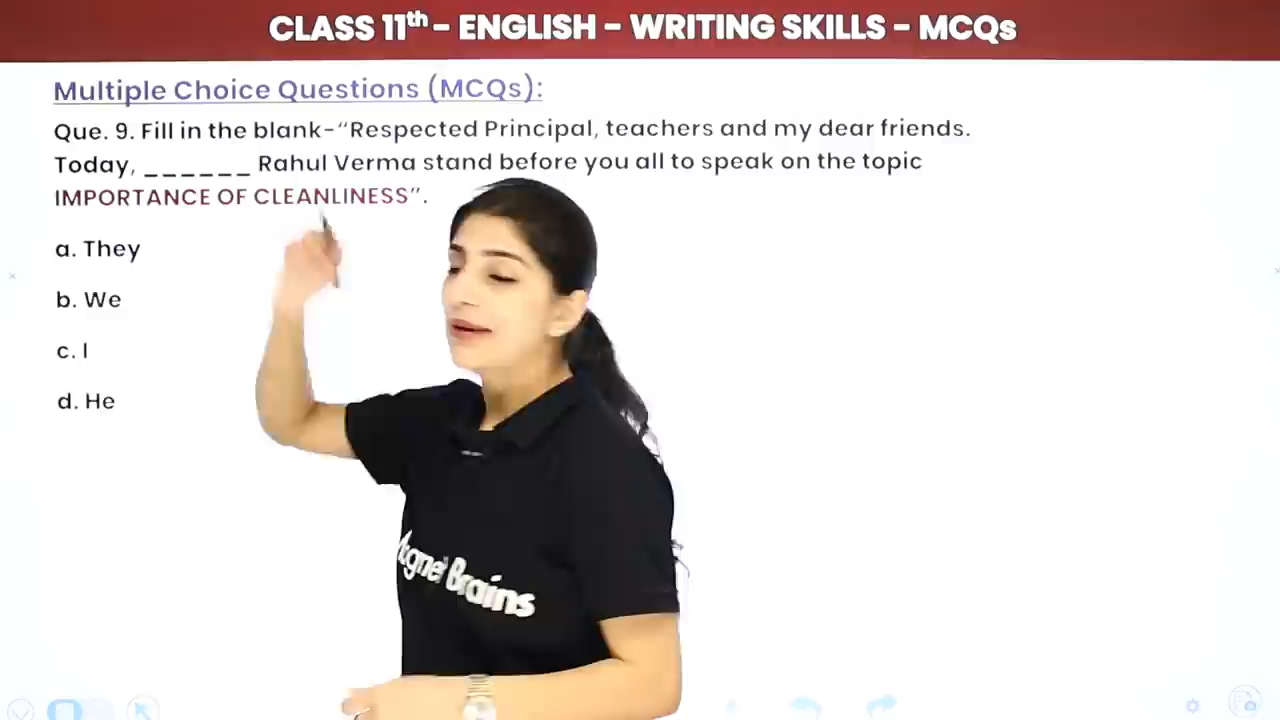 CLASS 11th - ENGLISH - WRITING SKILLS - MCQs
Multiple Choice Questions (MCQs):
Que. 9. Fill in the blank-“Respected Principal, teachers and my dear friends.
Today, ______ Rahul Verma stand before you all to speak on the topic
IMPORTANCE OF CLEANLINESS”.
a. They
b. We
c. I
d. He
Brains